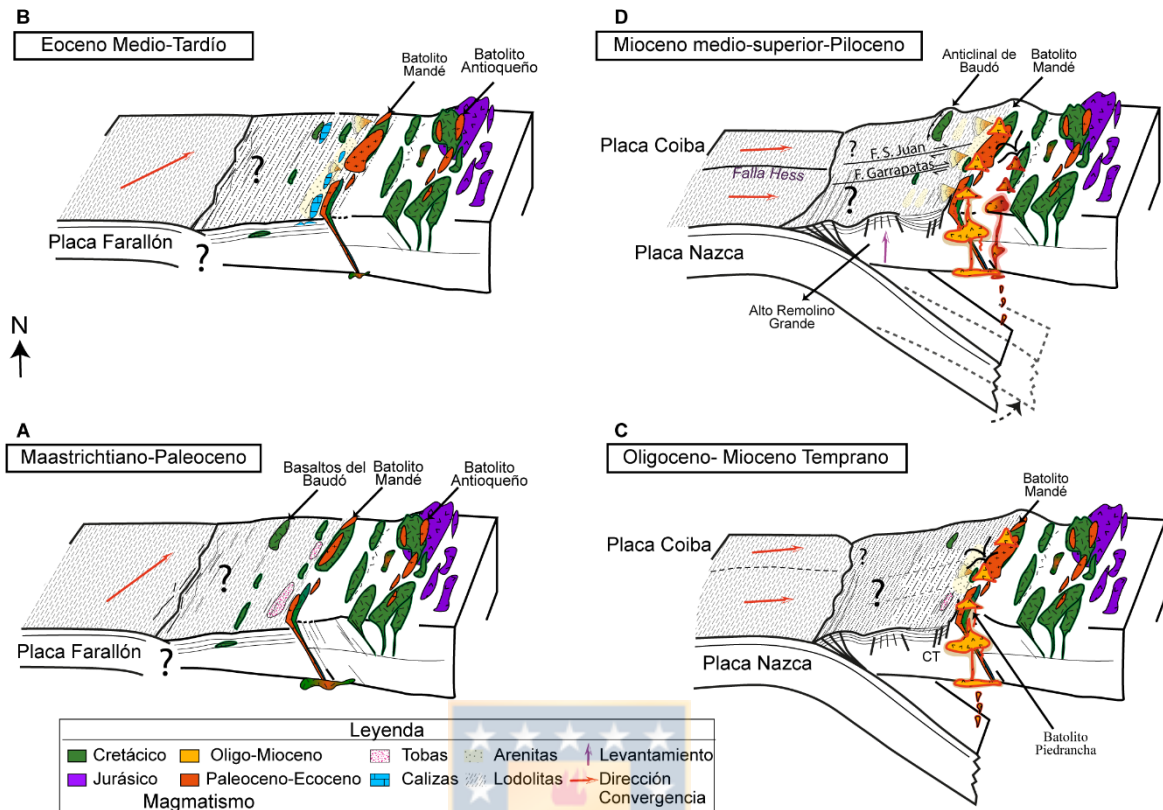 B
Eoceno Medio-Tardío
Batolito
Mandé
Batolito
Antioqueño
?
Placa Farallón
?
D
Mioceno medio-superior-Piloceno
Anticlinal de
Baudó
Batolito
Mandé
Placa Coiba
?
F. S. Juan
Falla Hess
F. Garrapatas
?
Placa Nazca
Alto Remolino
Grande
N
A
Maastrichtiano-Paleoceno
Basaltos del
Baudó
Batolito
Mandé
Batolito
Antioqueño
?
Placa Farallón
?
C
Oligoceno- Mioceno Temprano
Batolito
Mandé
Placa Coiba
?
?
CT
Placa Nazca
Batolito
Piedrancha
Leyenda
Cretácico
Oligo-Mioceno
Tobas
Arenitas
Levantamiento
Jurásico
Paleoceno-Ecoceno
Calizas
Lodolitas
Dirección
Convergencia
Magmatismo